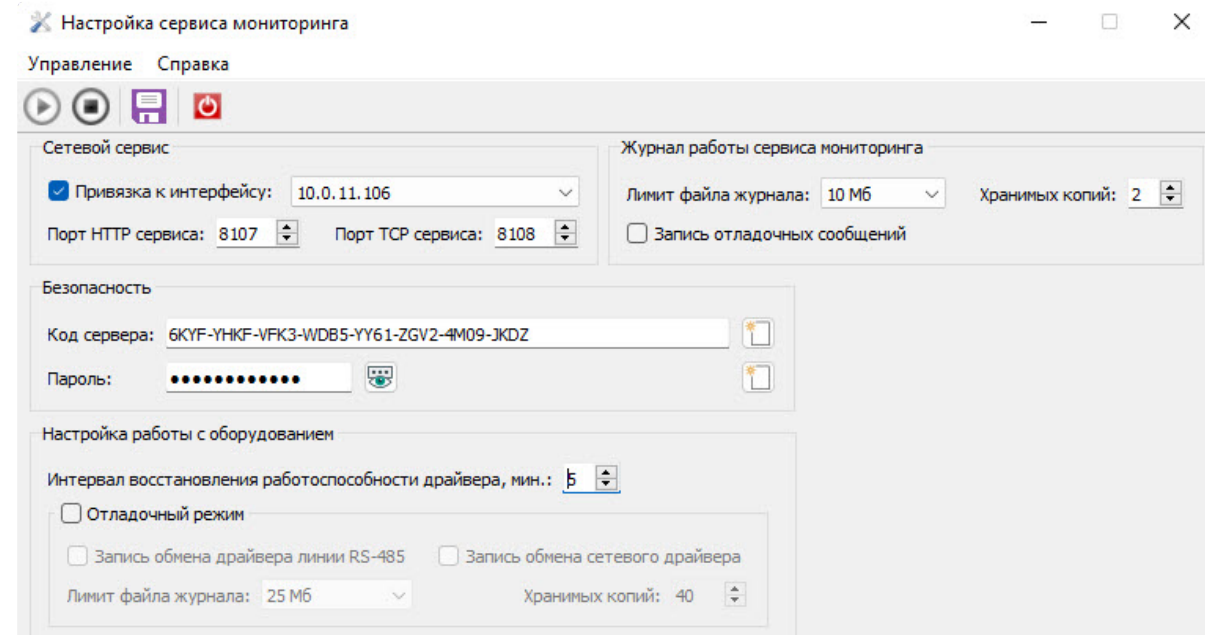 Настройка сервиса мониторинга
Управление Справка
Сетевой сервис
Привязка к интерфейсу: 10.0.11.106
Порт HTTP сервиса: 8107 Порт TCP сервиса: 8108
Журнал работы сервиса мониторинга
Лимит файла журнала: 10 Мб Хранимых копий: 2
Запись отладочных сообщений
Безопасность
Код сервера: 6KYF-YHKF-VFK3-WDB5-YY61-ZGV2-4M09-JKDZ
Пароль: ●●●●●●●●●●●●
Настройка работы с оборудованием
Интервал восстановления работоспособности драйвера, мин.: 5
Отладочный режим
Запись обмена драйвера линии RS-485 Запись обмена сетевого драйвера
Лимит файла журнала: 25 Мб Хранимых копий: 40